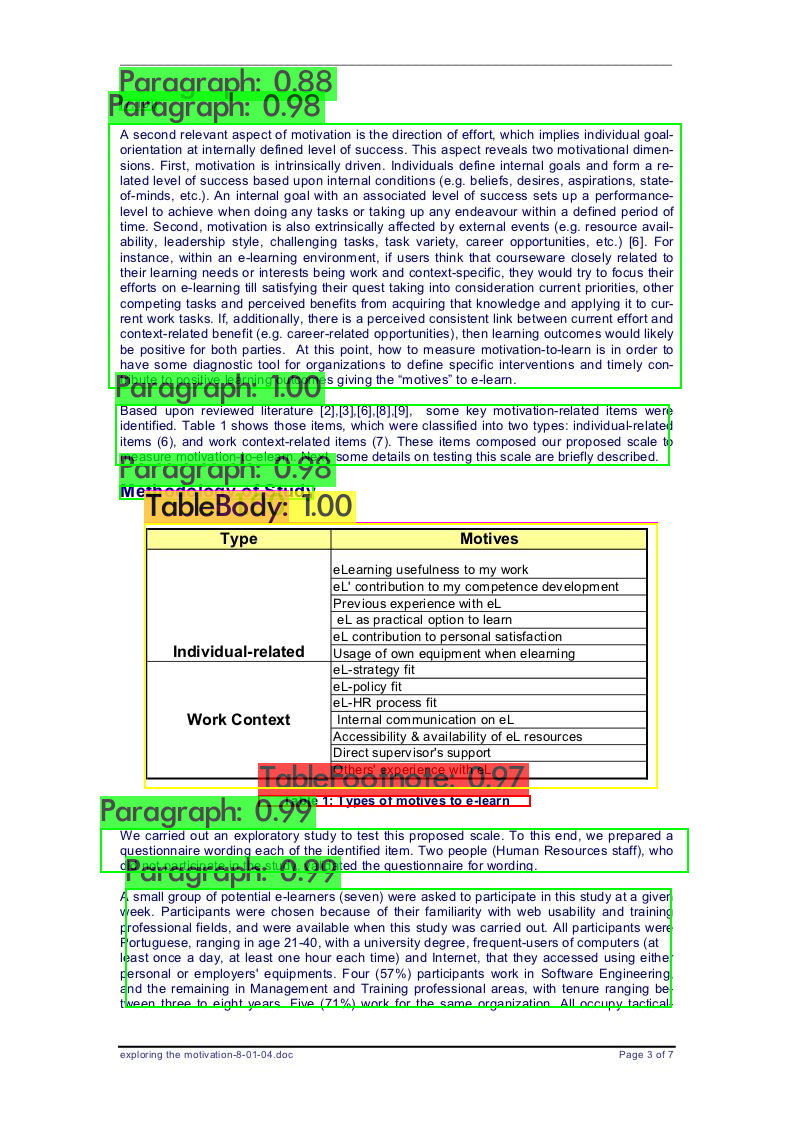 Paragraph: 0.88
Paragraph: 0.98
A second relevant aspect of motivation is the direction of effort, which implies individual goal-
orientation at internally defined level of success. This aspect reveals two motivational dimen-
sions. First, motivation is intrinsically driven. Individuals define internal goals and form a re-
lated level of success based upon internal conditions (e.g. beliefs, desires, aspirations, state-
of-minds, etc.). An internal goal with an associated level of success sets up a performance-
level to achieve when doing any tasks or taking up any endeavour within a defined period of
time. Second, motivation is also extrinsically affected by external events (e.g. resource avail-
ability, leadership style, challenging tasks, task variety, career opportunities, etc.) [6]. For
instance, within an e-learning environment, if users think that courseware closely related to
their learning needs or interests being work and context-specific, they would try to focus their
efforts on e-learning till satisfying their quest taking into consideration current priorities, other
competing tasks and perceived benefits from acquiring that knowledge and applying it to cur-
rent work tasks. If, additionally, there is a perceived consistent link between current effort and
context-related benefit (e.g. career-related opportunities), then learning outcomes would likely
be positive for both parties. At this point, how to measure motivation-to-learn is in order to
have some diagnostic tool for organizations to define specific interventions and timely con-
tribute to positive learning outcomes giving the “motives” to e-learn.
Paragraph: 1.00
Based upon reviewed literature [2],[3],[6],[8],[9], some key motivation-related items were
identified. Table 1 shows those items, which were classified into two types: individual-related
items (6), and work context-related items (7). These items composed our proposed scale to
measure motivation-to-elearn. Next, some details on testing this scale are briefly described.
Paragraph: 0.98
Methodology of Study
TableBody: 1.00
Type Motives
eLearning usefulness to my work
eL' contribution to my competence development
Previous experience with eL
eL as practical option to learn
eL contribution to personal satisfaction
Individual-related Usage of own equipment when elearning
eL-strategy fit
eL-policy fit
eL-HR process fit
Work Context Internal communication on eL
Accessibility & availability of eL resources
Direct supervisor's support
Others' experience with eL
TableFootnote: 0.97
Table 1: Types of motives to e-learn
Paragraph: 0.99
We carried out an exploratory study to test this proposed scale. To this end, we prepared a
questionnaire wording each of the identified item. Two people (Human Resources staff), who
did not participate in the study, validated the questionnaire for wording.
Paragraph: 0.99
A small group of potential e-learners (seven) were asked to participate in this study at a given
week. Participants were chosen because of their familiarity with web usability and training
professional fields, and were available when this study was carried out. All participants were
Portuguese, ranging in age 21-40, with a university degree, frequent-users of computers (at
least once a day, at least one hour each time) and Internet, that they accessed using either
personal or employers' equipments. Four (57%) participants work in Software Engineering,
and the remaining in Management and Training professional areas, with tenure ranging be-
tween three to eight years. Five (71%) work for the same organization. All occupy tactical-
exploring the motivation-8-01-04.doc Page 3 of 7